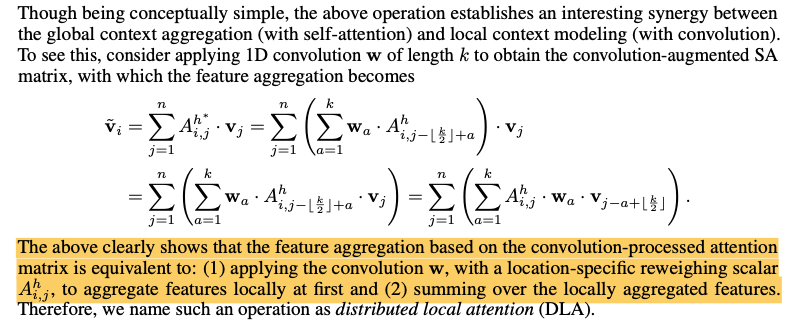 Though being conceptually simple, the above operation establishes an interesting synergy between
the global context aggregation (with self-attention) and local context modeling (with convolution).
To see this, consider applying 1D convolution w of length k to obtain the convolution-augmented SA
matrix, with which the feature aggregation becomes
$\tilde{\mathbf{v}}_i = \sum_{j=1}^{n} A_{i,j}^{h^*} \cdot \mathbf{v}_j = \sum_{j=1}^{n} \left( \sum_{a=1}^{k} \mathbf{w}_a \cdot A_{i,j-\lfloor \frac{k}{2} \rfloor + a}^{h} \right) \cdot \mathbf{v}_j$
$= \sum_{j=1}^{n} \left( \sum_{a=1}^{k} \mathbf{w}_a \cdot A_{i,j-\lfloor \frac{k}{2} \rfloor + a}^{h} \cdot \mathbf{v}_j \right) = \sum_{j=1}^{n} \left( \sum_{a=1}^{k} A_{i,j}^{h} \cdot \mathbf{w}_a \cdot \mathbf{v}_{j-a+\lfloor \frac{k}{2} \rfloor} \right).$
The above clearly shows that the feature aggregation based on the convolution-processed attention
matrix is equivalent to: (1) applying the convolution w, with a location-specific reweighing scalar
$A_{i,j}^{h}$, to aggregate features locally at first and (2) summing over the locally aggregated features.
Therefore, we name such an operation as distributed local attention (DLA).